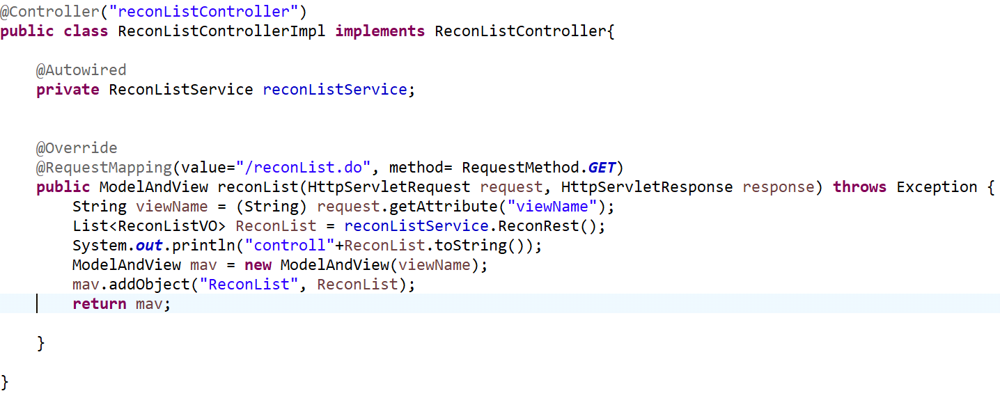 @Controller("reconListController")
public class ReconListControllerImpl implements ReconListController{
@Autowired
private ReconListService reconListService;
@Override
@RequestMapping(value="/reconList.do", method= RequestMethod.GET)
public ModelAndView reconList(HttpServletRequest request, HttpServletResponse response) throws Exception {
String viewName = (String) request.getAttribute("viewName");
List<ReconListVO> ReconList = reconListService.ReconRest();
System.out.println("controll"+ReconList.toString());
ModelAndView mav = new ModelAndView(viewName);
mav.addObject("ReconList", ReconList);
return mav;
}
}